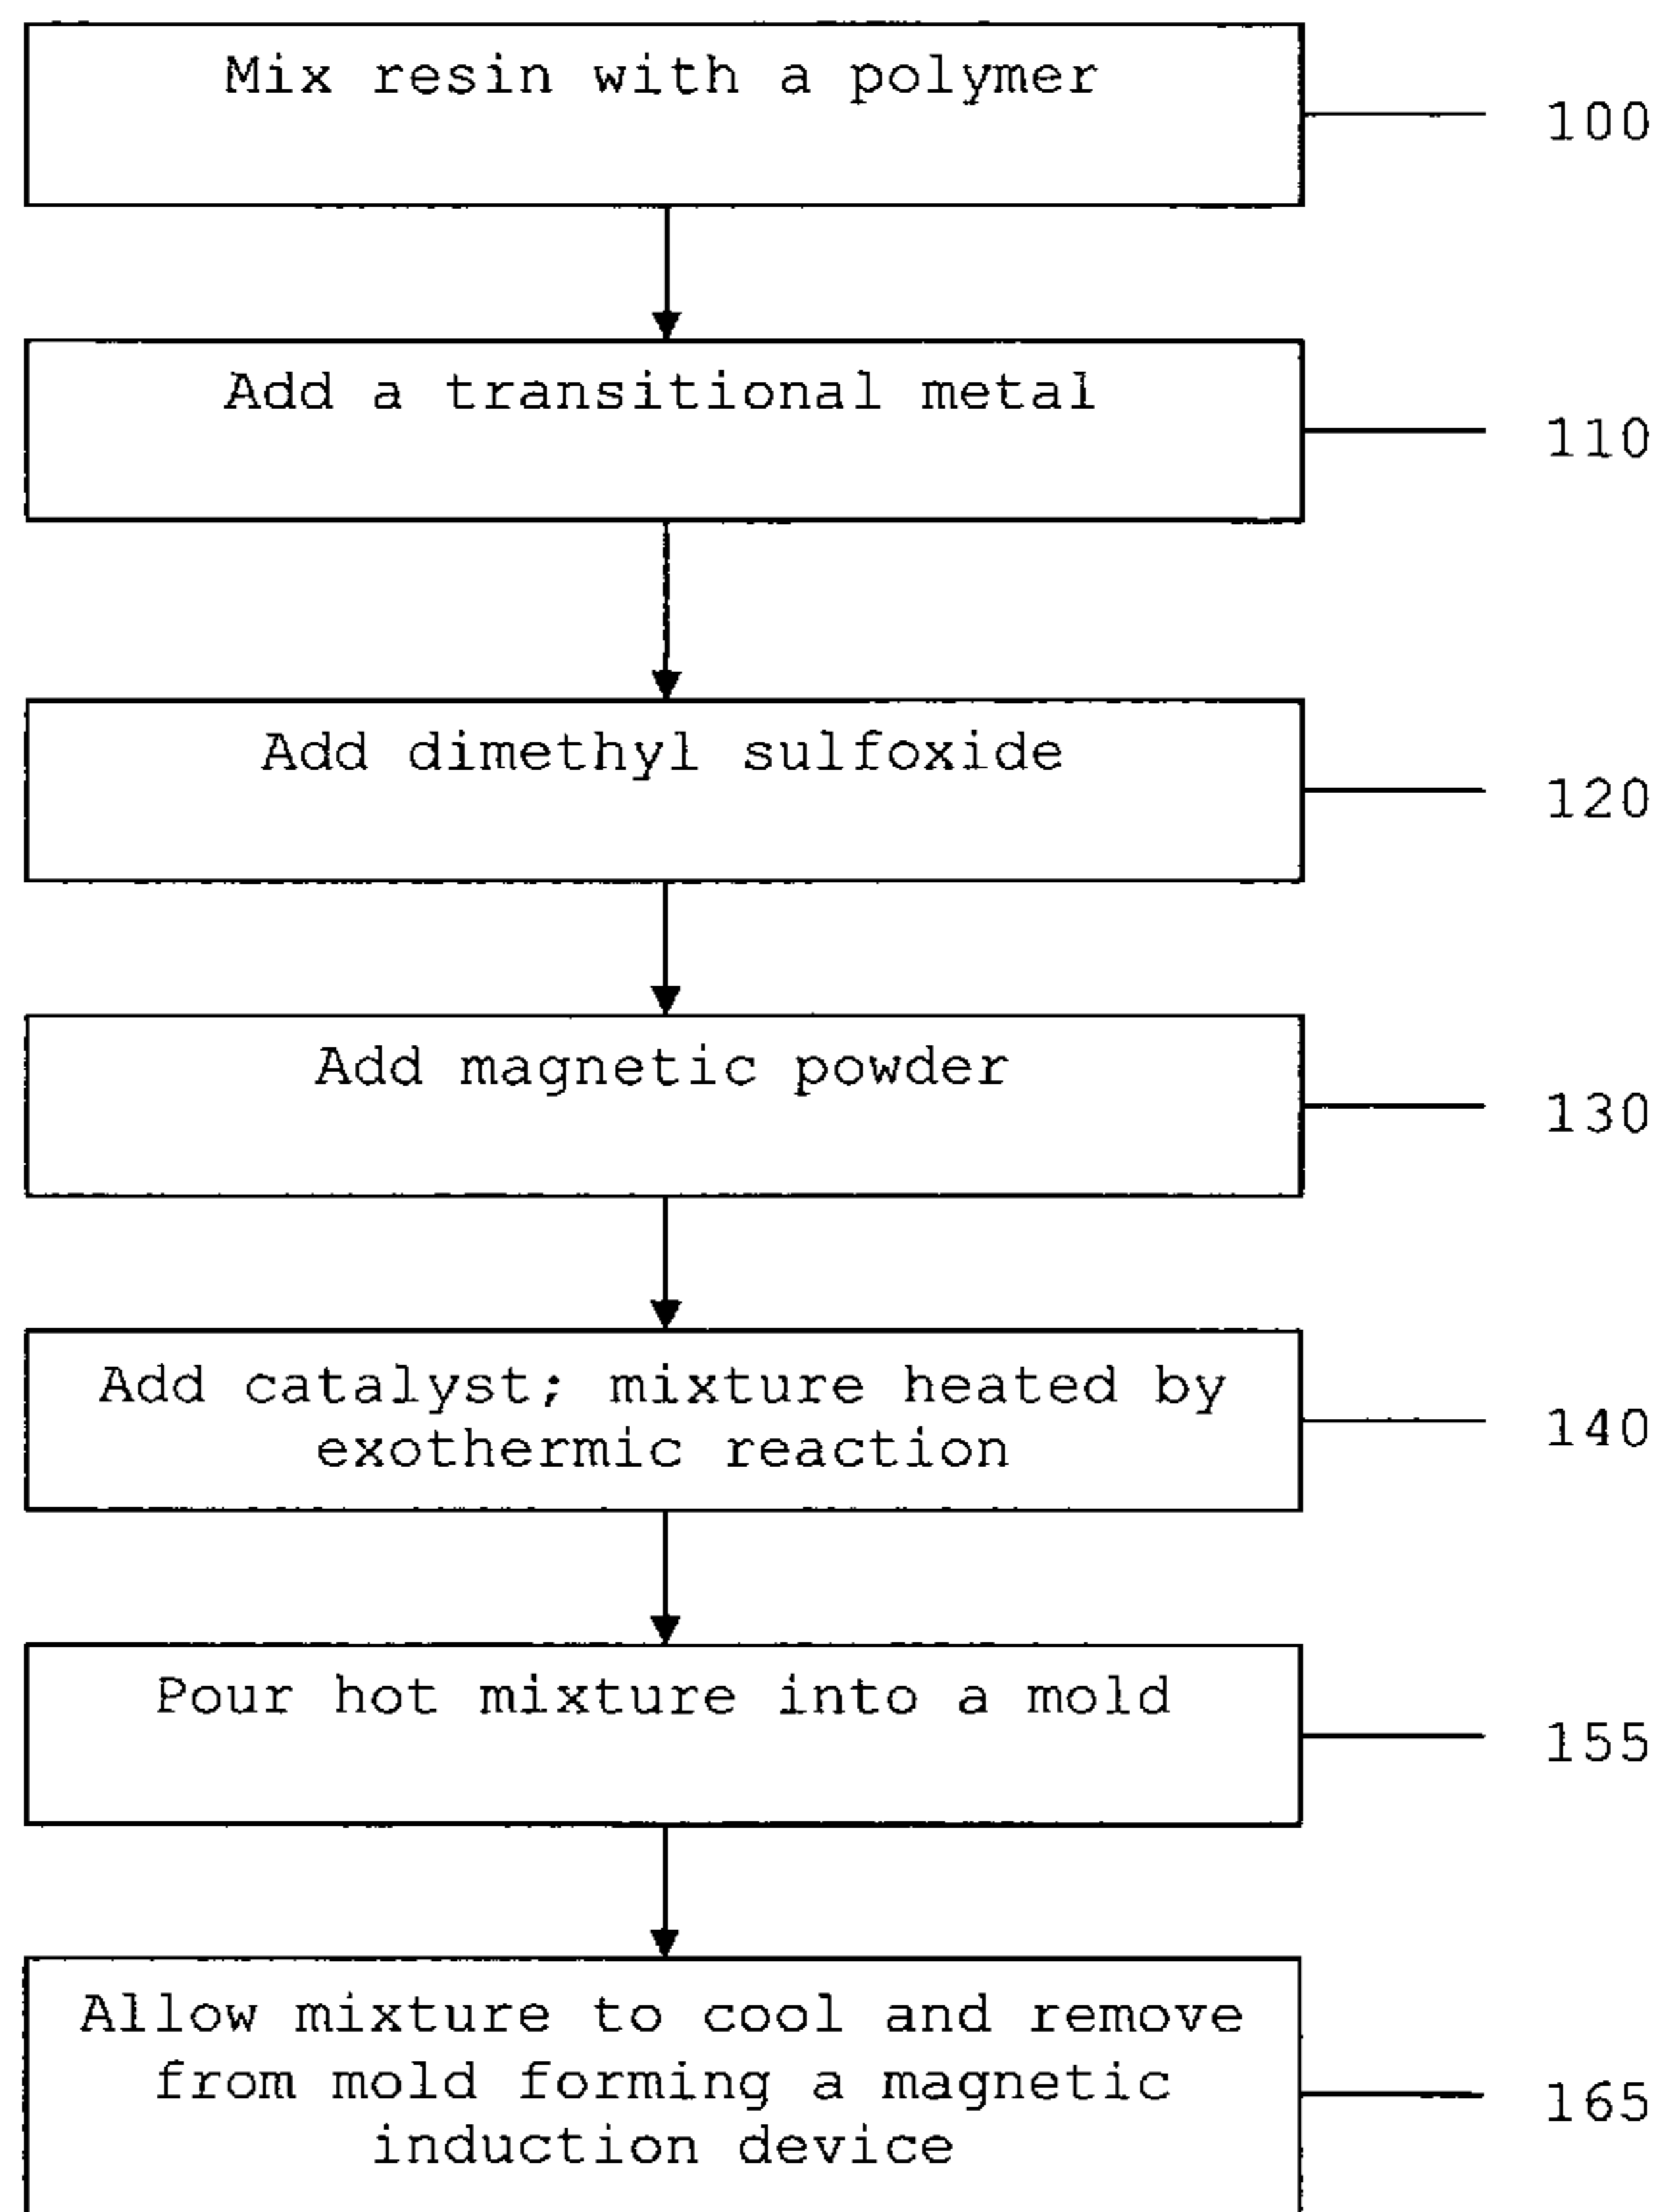 Mix resin with a polymer
100
Add a transitional metal
110
Add dimethyl sulfoxide
120
Add magnetic powder
130
Add catalyst; mixture heated by
exothermic reaction
140
Pour hot mixture into a mold
155
Allow mixture to cool and remove
from mold forming a magnetic
induction device
165